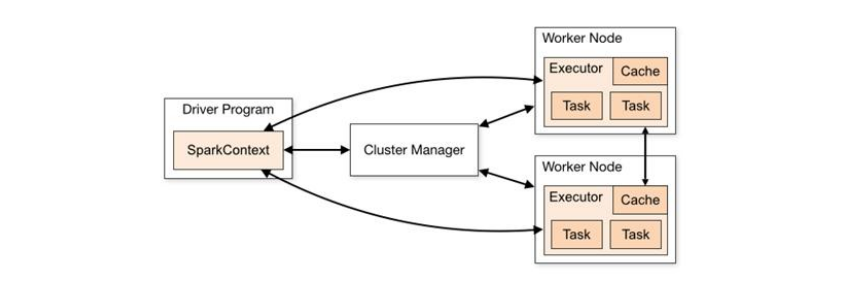 Driver Program
SparkContext
Cluster Manager
Worker Node
Executor
Cache
Task
Task
Worker Node
Executor
Cache
Task
Task